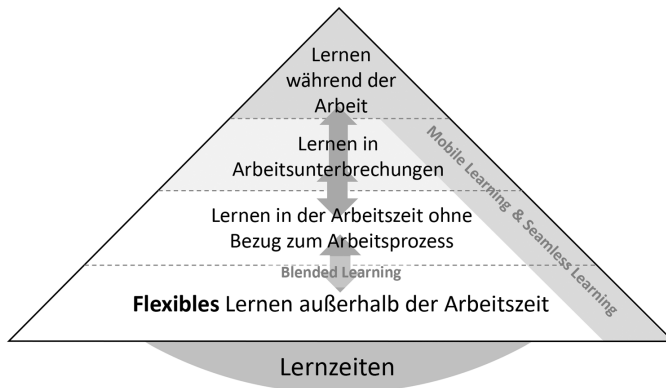 Lernen
während der
Arbeit
Lernen in
Arbeitsunterbrechungen
Mobile Learning & Seamless Learning
Lernen in der Arbeitszeit ohne
Bezug zum Arbeitsprozess
Blended Learning
Flexibles Lernen außerhalb der Arbeitszeit
Lernzeiten